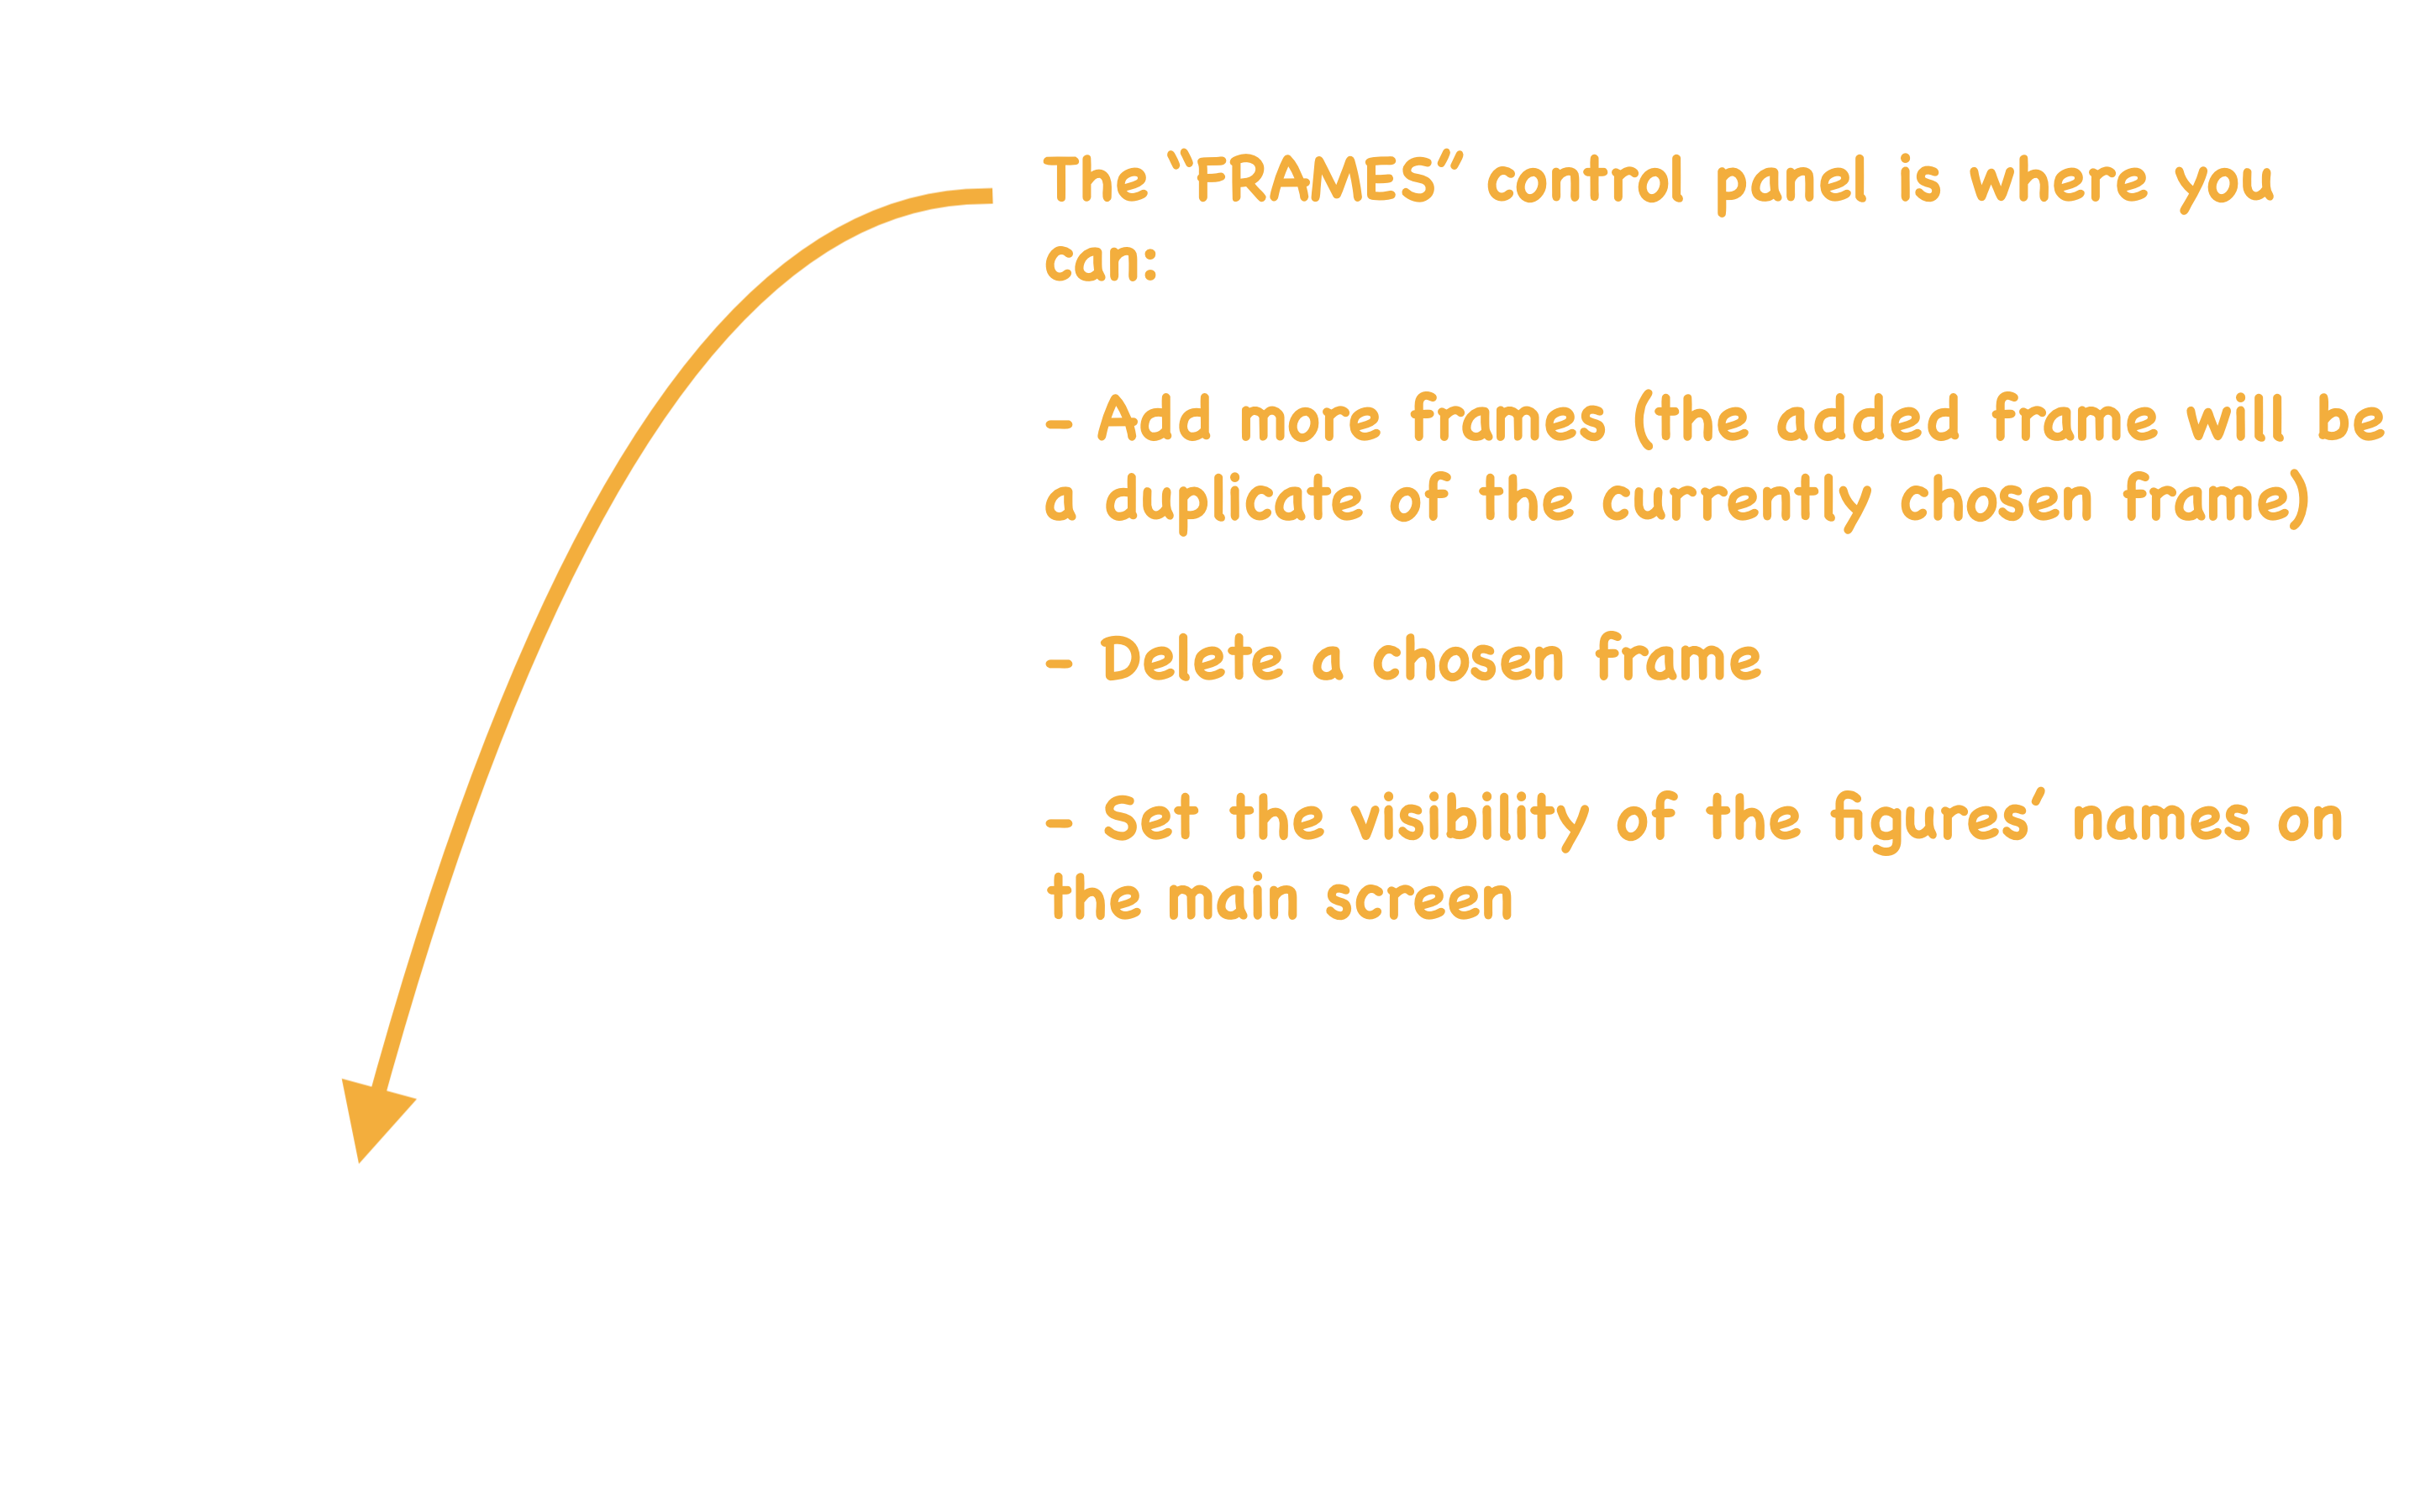 The “FRAMES” control panel is where you
can:
- Add more frames (the added frame will be
a duplicate of the currently chosen frame)
- Delete a chosen frame
- Set the visibility of the figures’ names on
the main screen